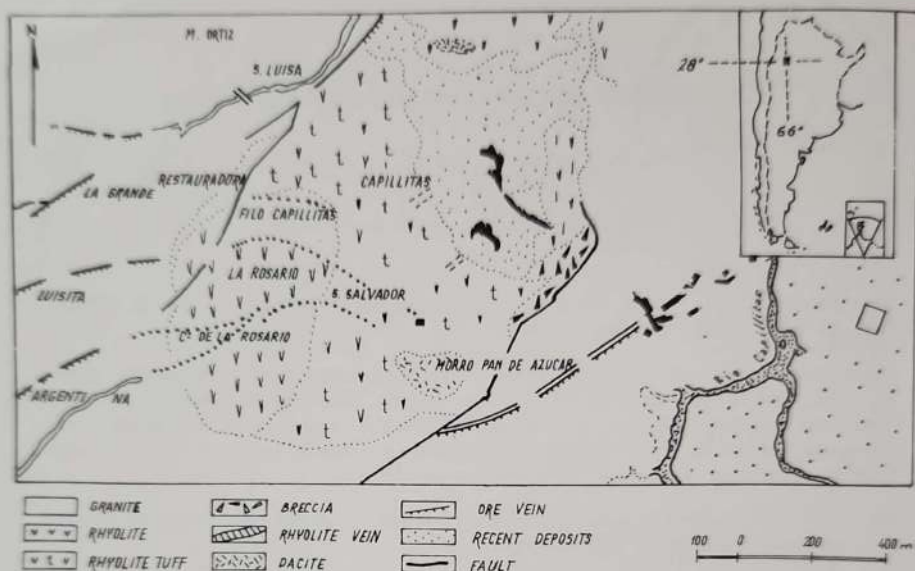 N
M. ORTIZ
S. LUISA
28°
66°
RESTAURADORA
CAPILLITAS
LA GRANDE
FILO CAPILLITAS
LA ROSARIO
LUISITA
S. SALVADOR
Cº DE LA ROSARIO
MORRO PAN DE AZUCAR
Rio Capillitas
ARGENTINA
GRANITE
BRECCIA
ORE VEIN
RHYOLITE
RHYOLITE VEIN
RECENT DEPOSITS
RHYOLITE TUFF
DACITE
FAULT
100 0 200 400 m